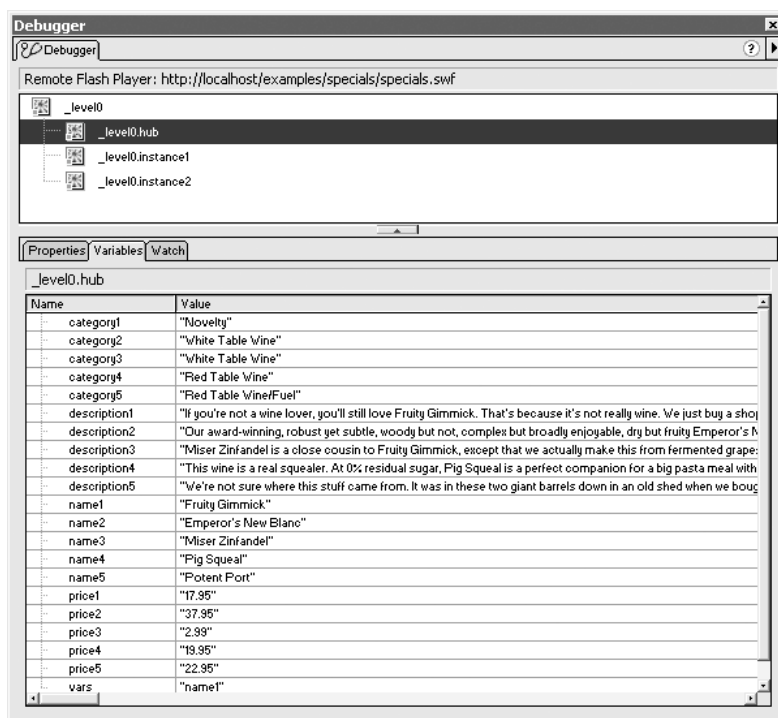 Debugger
Debugger
Remote Flash Player: http://localhost/examples/specials/specials.swf
_level0
_level0.hub
_level0.instance1
_level0.instance2
Properties Variables Watch
_level0.hub
Name Value
category1 "Novelty"
category2 "White Table Wine"
category3 "White Table Wine"
category4 "Red Table Wine"
category5 "Red Table Wine/Fuel"
description1 "If you're not a wine lover, you'll still love Fruity Gimmick. That's because it's not really wine. We just buy a
description2 "Our award-winning, robust yet subtle, woody but not, complex but broadly enjoyable, dry but fruity Emperor's
description3 "Miser Zinfandel is a close cousin to Fruity Gimmick, except that we actually make this from fermented
description4 "This wine is a real squealer. At 0% residual sugar, Pig Squeal is a perfect companion for a big pasta meal with
description5 "We're not sure where this stuff came from. It was in these two giant barrels down in an old shed when we
name1 "Fruity Gimmick"
name2 "Emperor's New Blanc"
name3 "Miser Zinfandel"
name4 "Pig Squeal"
name5 "Potent Port"
price1 "17.95"
price2 "37.95"
price3 "2.99"
price4 "19.95"
price5 "22.95"
vars "name1"